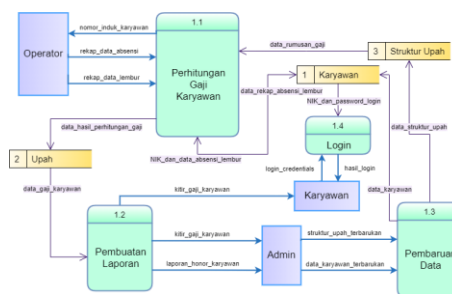 1.1
Perhitungan
Gaji
Karyawan
Operator
nomor_induk_karyawan
rekap_data_absensi
rekap_data_lembur
data_rumusan_gaji
3 Struktur Upah
1 Karyawan
data_rekap_absensi_lembur
NIK_dan_password_login
data_hasil_perhitungan_gaji
2 Upah
NIK_dan_data_absensi_lembur
1.4
Login
data_struktur_upah
login_credentials
hasil_login
data_gaji_karyawan
kitir_gaji_karyawan
Karyawan
data_karyawan
1.2
Pembuatan
Laporan
kitir_gaji_karyawan
laporan_honor_karyawan
Admin
struktur_upah_terbarukan
data_karyawan_terbarukan
1.3
Pembaruan
Data